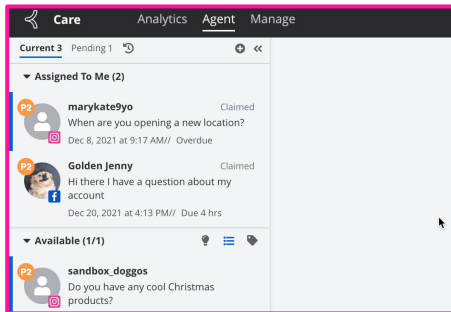 Care Analytics Agent Manage
Current 3 Pending 1
Assigned To Me (2)
P2 marykate9yo Claimed
When are you opening a new location?
Dec 8, 2021 at 9:17 AM// Overdue
P2 Golden Jenny Claimed
Hi there I have a question about my
account
Dec 20, 2021 at 4:13 PM// Due 4 hrs
Available (1/1)
P2 sandbox_doggos
Do you have any cool Christmas
products?